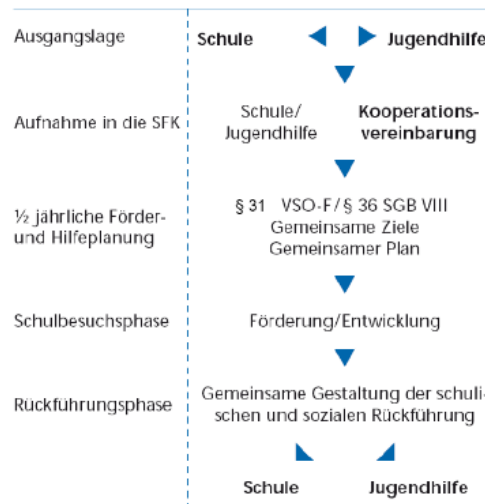 Ausgangslage
Schule
Jugendhilfe
Aufnahme in die SFK
Schule/
Jugendhilfe
Kooperations-
vereinbarung
½ jährliche Förder-
und Hilfeplanung
§ 31 VSO-F/§ 36 SGB VIII
Gemeinsame Ziele
Gemeinsamer Plan
Schulbesuchsphase
Förderung/Entwicklung
Rückführungsphase
Gemeinsame Gestaltung der schuli-
schen und sozialen Rückführung
Schule
Jugendhilfe